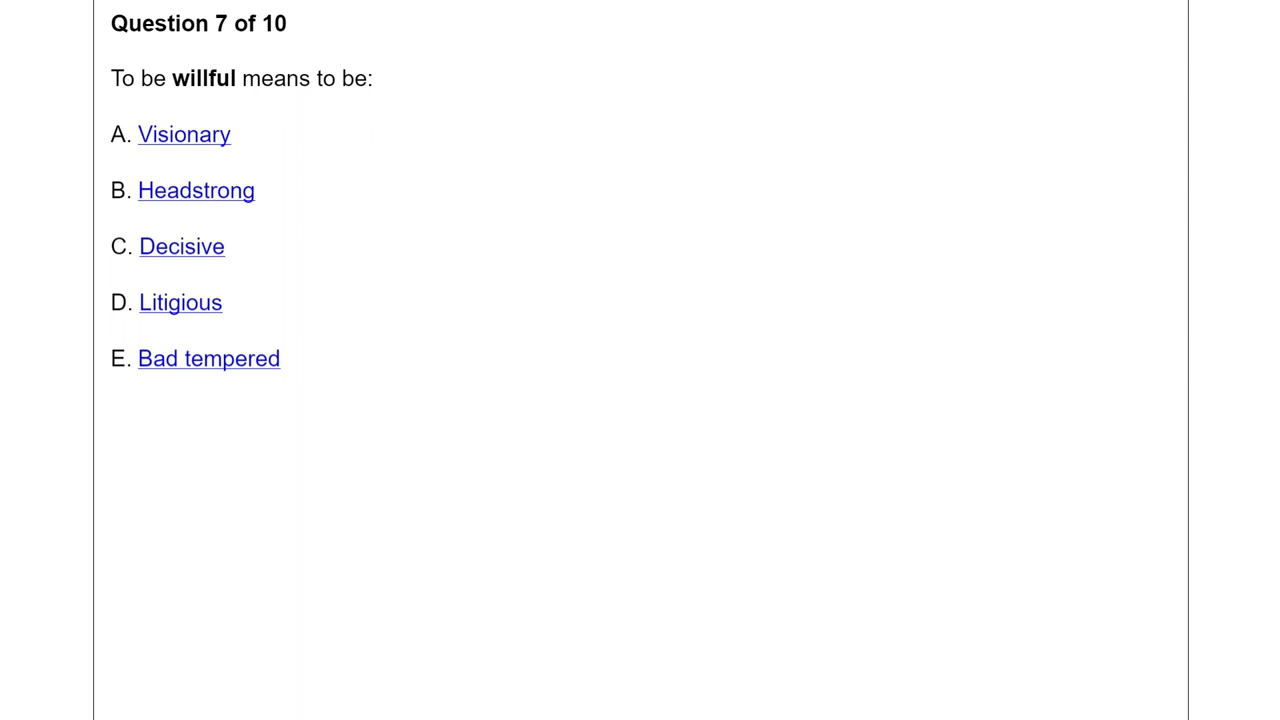 Question 7 of 10
To be willful means to be:
A. Visionary
B. Headstrong
C. Decisive
D. Litigious
E. Bad tempered